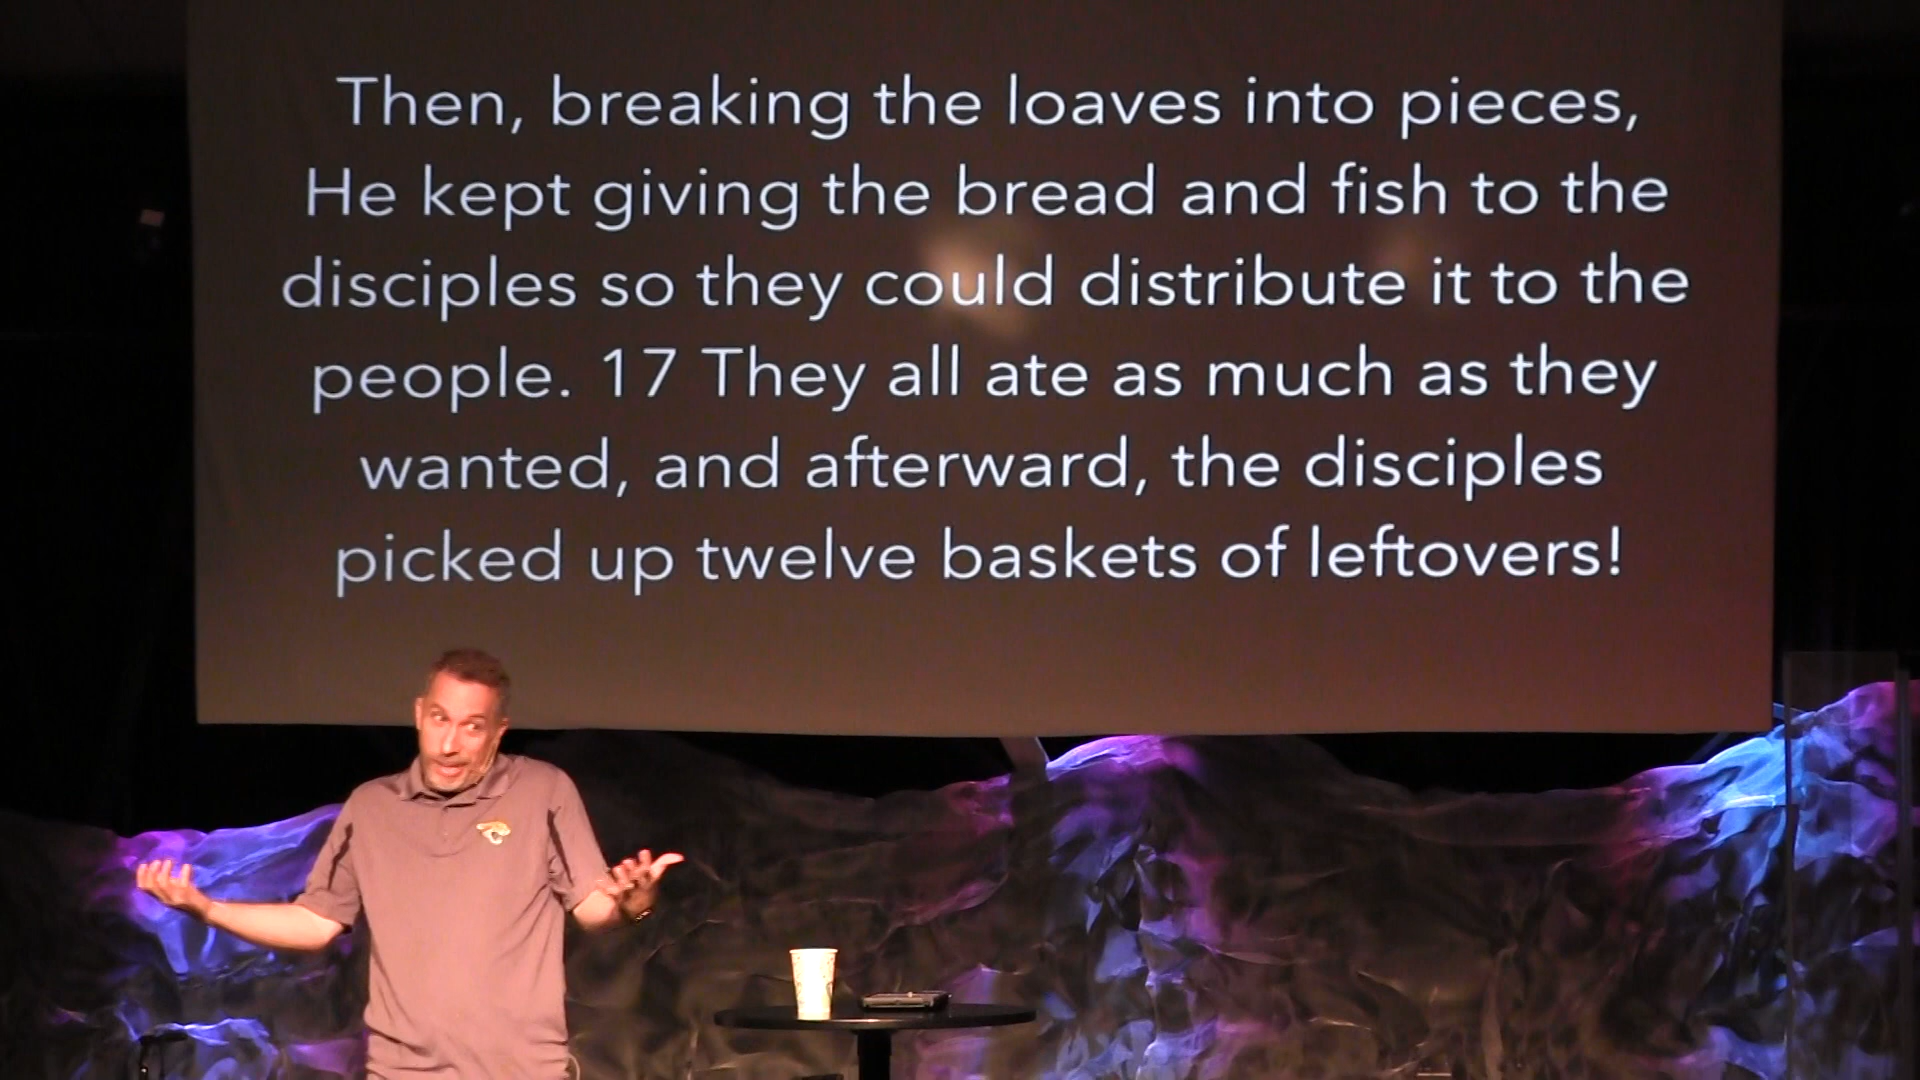 Then, breaking the loaves into pieces,
He kept giving the bread and fish to the
disciples so they could distribute it to the
people. 17 They all ate as much as they
wanted, and afterward, the disciples
picked up twelve baskets of leftovers!